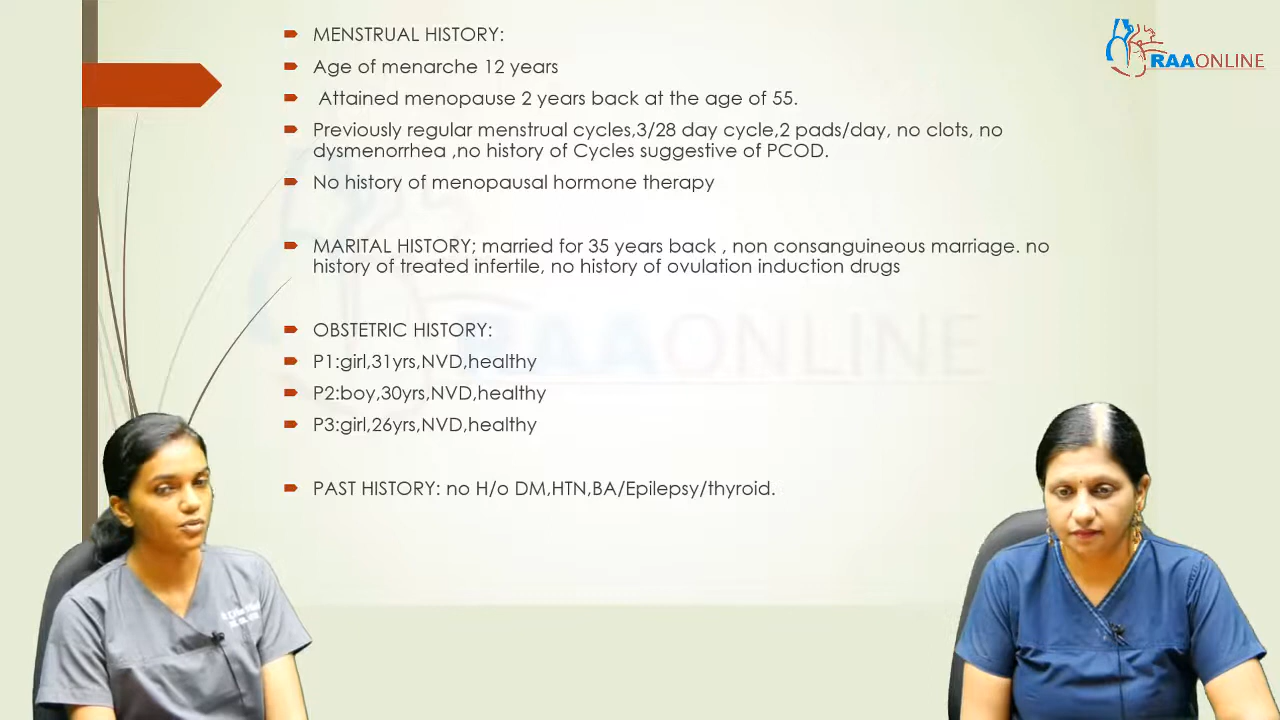 MENSTRUAL HISTORY:
Age of menarche 12 years
Attained menopause 2 years back at the age of 55.
Previously regular menstrual cycles,3/28 day cycle,2 pads/day, no clots, no
dysmenorrhea ,no history of Cycles suggestive of PCOD.
No history of menopausal hormone therapy
MARITAL HISTORY; married for 35 years back , non consanguineous marriage. no
history of treated infertile, no history of ovulation induction drugs
OBSTETRIC HISTORY:
P1:girl,31yrs,NVD,healthy
P2:boy,30yrs,NVD,healthy
P3:girl,26yrs,NVD,healthy
PAST HISTORY: no H/o DM,HTN,BA/Epilepsy/thyroid.
RAAONLINE
RAAONLINE